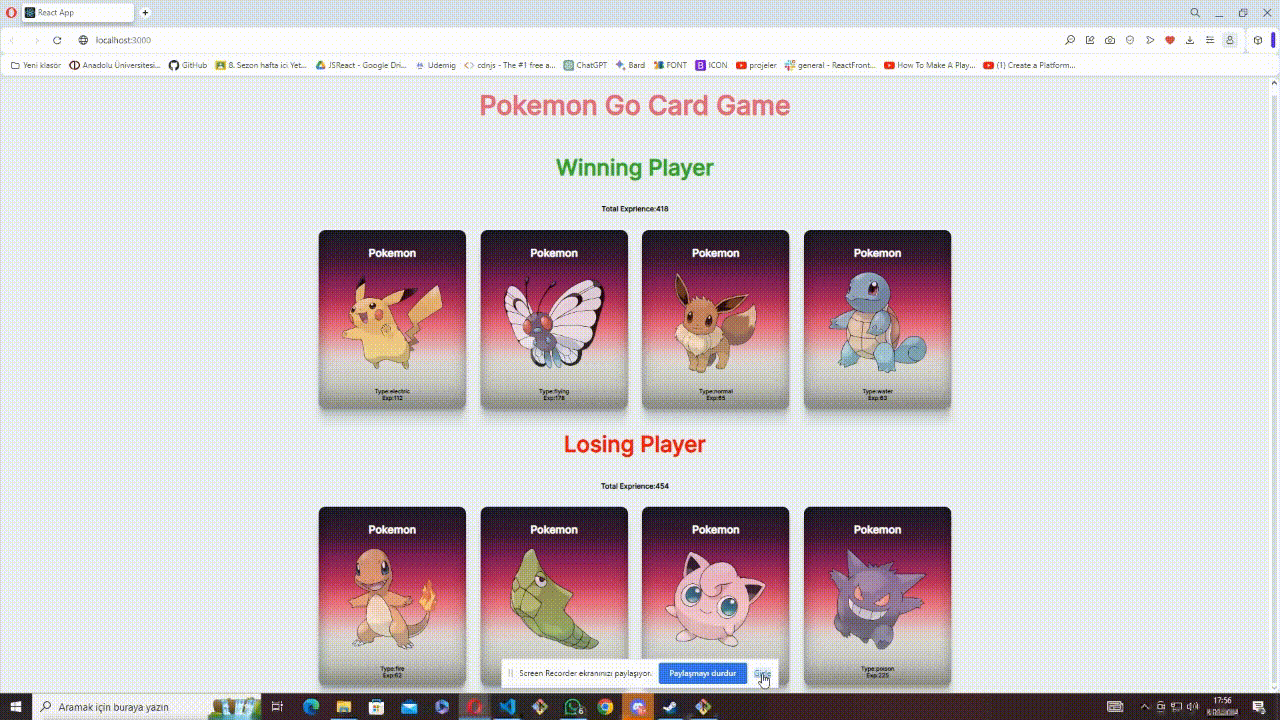 React App
localhost:3000
Yeni klasör
Anadolu Üniversitesi...
GitHub
8. Sezon hafta ici Yet...
JSReact - Google Dri...
Udemig
cdnjs - The #1 free a...
ChatGPT
Bard
FONT
ICON
projeler
general - ReactFront...
How To Make A Play...
(1) Create a Platform...
Pokemon Go Card Game
Winning Player
Total Exprience:418
Pokemon
Type:electric
Exp:112
Pokemon
Type:flying
Exp:178
Pokemon
Type:normal
Exp:65
Pokemon
Type:water
Exp:63
Losing Player
Total Exprience:454
Pokemon
Type:fire
Exp:62
Pokemon
Pokemon
Pokemon
Type:poison
Exp:225
Screen Recorder ekranınızı paylaşıyor.
Paylaşmayı durdur
Gizle
Aramak için buraya yazın
17:56